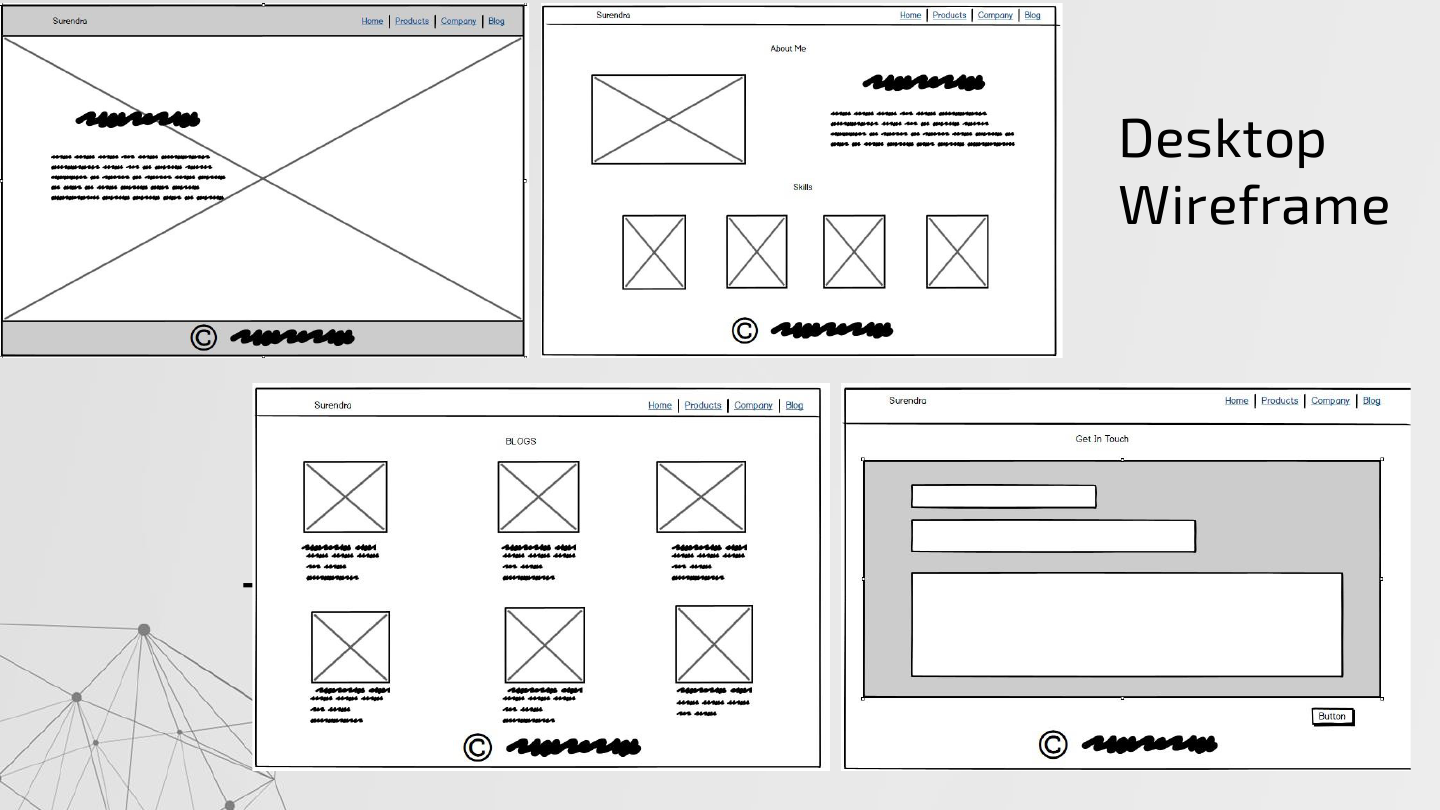 Surendra
Home | Products | Company | Blog
©
Surendra
Home | Products | Company | Blog
About Me
Skills
©
Desktop
Wireframe
Surendra
Home | Products | Company | Blog
BLOGS
©
Surendra
Home | Products | Company | Blog
Get In Touch
Button
©